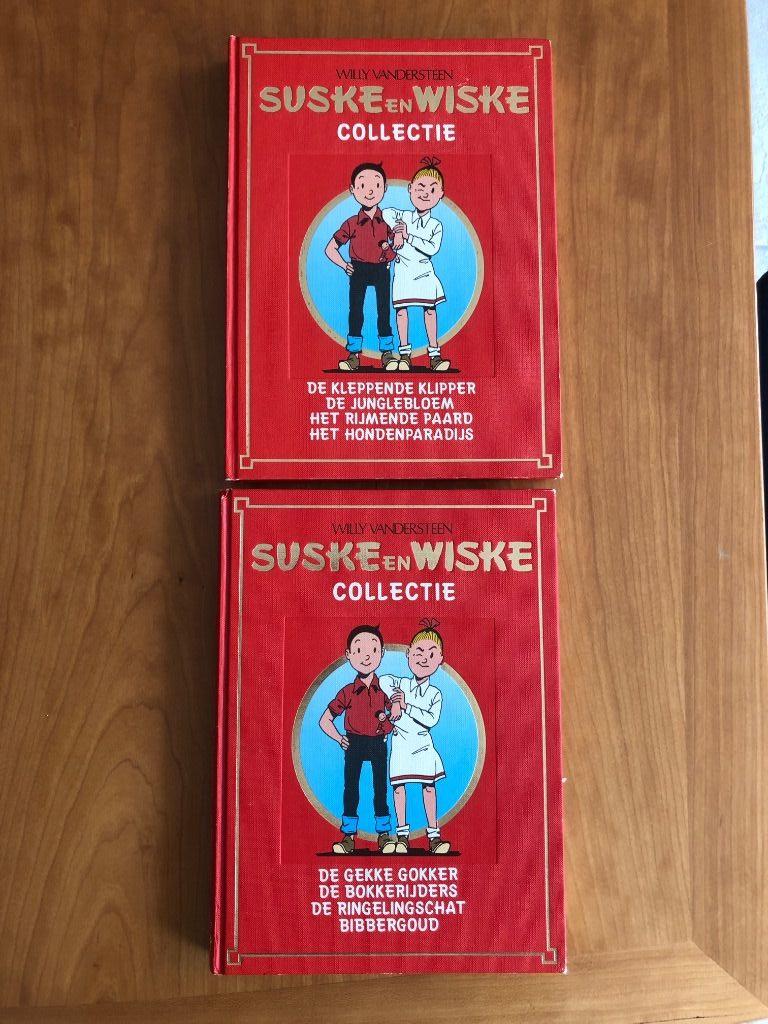 WILLY VANDERSTEEN
SUSKE EN WISKE
COLLECTIE
DE KLEPPENDE KLIPPER
DE JUNGLEBLOEM
HET RIJMENDE PAARD
HET HONDENPARADIJS
WILLY VANDERSTEEN
SUSKE EN WISKE
COLLECTIE
DE GEKKE GOKKER
DE BOKKERIJDERS
DE RINGELINGSCHAT
BIBBERGOUD